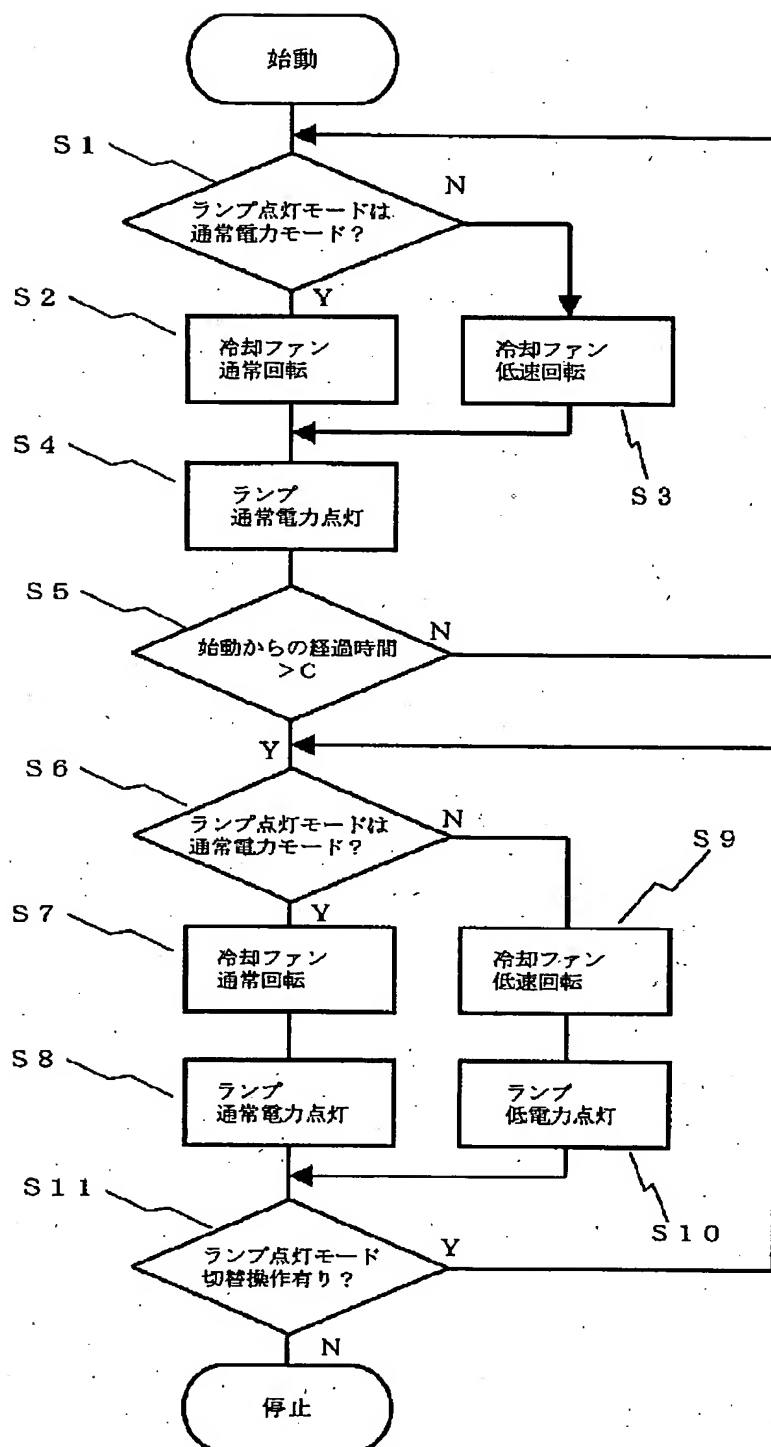 始動
S1
ランプ点灯モードは
通常電力モード?
N
Y
S2
冷却ファン
通常回転
冷却ファン
低速回転
S3
S4
ランプ
通常電力点灯
S5
始動からの経過時間
>C
N
Y
S6
ランプ点灯モードは
通常電力モード?
N
Y
S7
冷却ファン
通常回転
S9
冷却ファン
低速回転
S8
ランプ
通常電力点灯
ランプ
低電力点灯
S10
S11
ランプ点灯モード
切替操作有り?
Y
N
停止